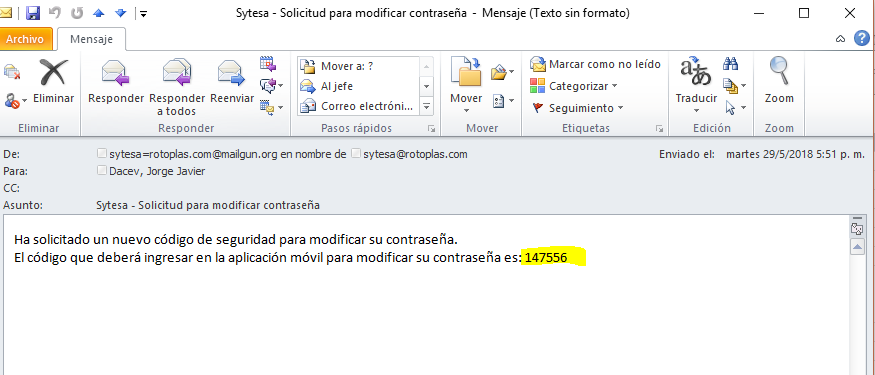 Sytesa - Solicitud para modificar contraseña - Mensaje (Texto sin formato)
Archivo Mensaje
Eliminar Responder Responder a todos Reenviar Mover a: ? Al jefe Correo electróni... Mover Marcar como no leído Categorizar Seguimiento Traducir Zoom
Eliminar Responder Pasos rápidos Mover Etiquetas Edición Zoom
De: sytesa=rotoplas.com@mailgun.org en nombre de sytesa@rotoplas.com Enviado el: martes 29/5/2018 5:51 p. m.
Para: Dacev, Jorge Javier
CC:
Asunto: Sytesa - Solicitud para modificar contraseña
Ha solicitado un nuevo código de seguridad para modificar su contraseña.
El código que deberá ingresar en la aplicación móvil para modificar su contraseña es: 147556